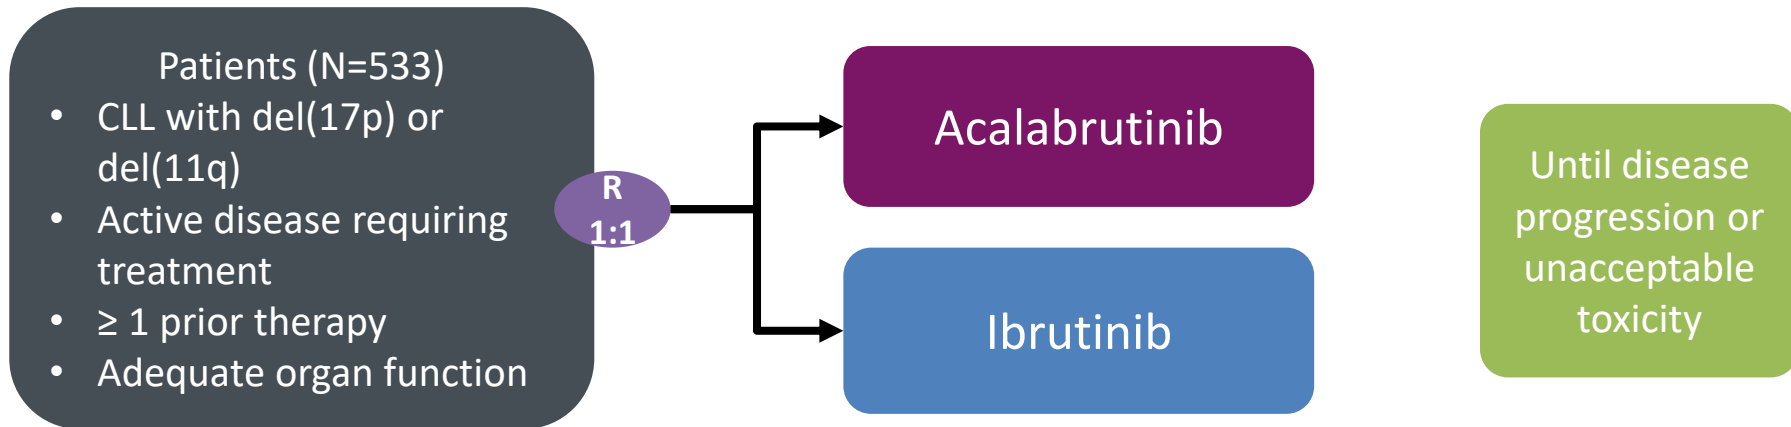 Patients (N=533)
• CLL with del(17p) or
del(11q)
• Active disease requiring
treatment
• ≥ 1 prior therapy
• Adequate organ function
R
1:1
Acalabrutinib
Ibrutinib
Until disease
progression or
unacceptable
toxicity